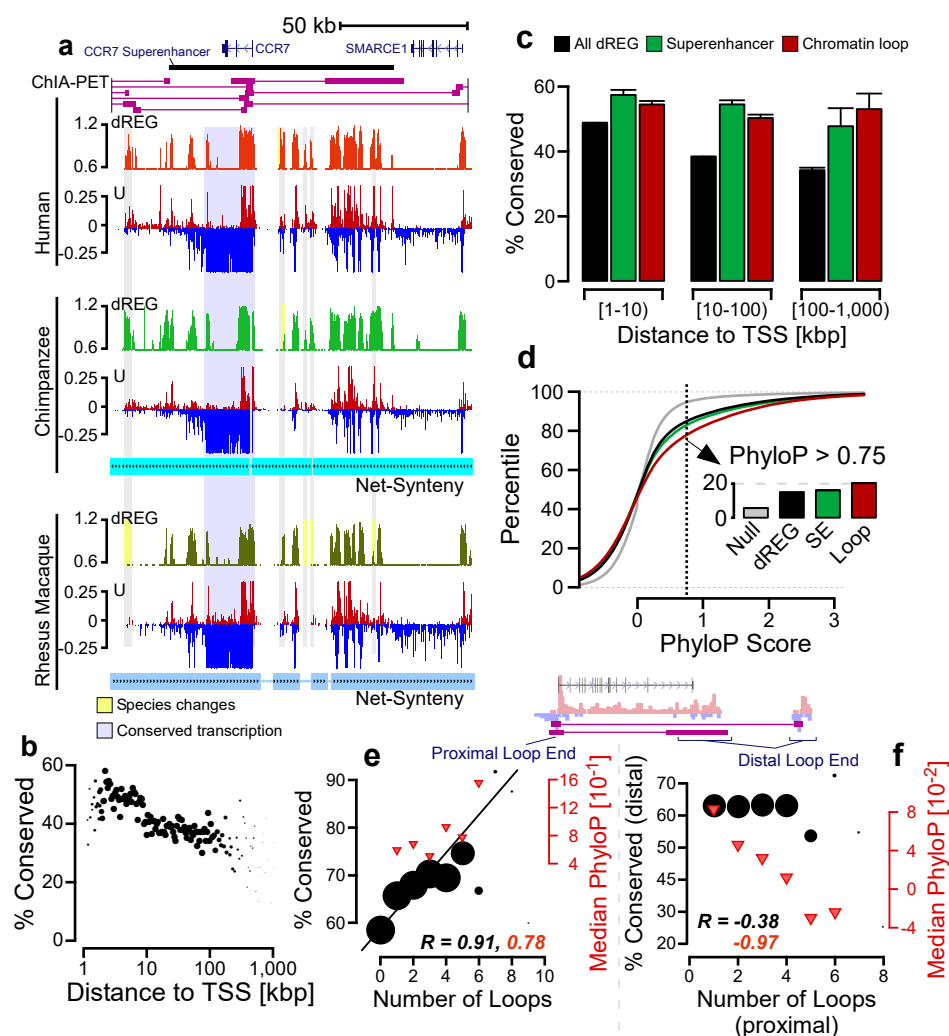 50 kb
a
CCR7 Superenhancer
CCR7
SMARCE1
ChIA-PET
Human
dREG
1.2
0.6
U
0.25
0
-0.25
Chimpanzee
dREG
1.2
0.6
U
0.25
0
-0.25
Net-Synteny
Rhesus Macaque
dREG
1.2
0.6
U
0.25
0
-0.25
Net-Synteny
Species changes
Conserved transcription
b
% Conserved
60
40
20
0
1
10
100
1,000
Distance to TSS [kbp]
c
All dREG
Superenhancer
Chromatin loop
% Conserved
60
40
20
0
[1-10)
[10-100)
[100-1,000)
Distance to TSS [kbp]
d
Percentile
100
80
60
40
20
0
PhyloP > 0.75
20
0
Null
dREG
SE
Loop
0
1
2
3
PhyloP Score
Proximal Loop End
Distal Loop End
e
% Conserved
90
80
70
60
R = 0.91, 0.78
0
2
4
6
8
10
Number of Loops
16
12
8
4
Median PhyloP [10-1]
f
% Conserved (distal)
70
60
45
55
30
20
R = -0.38
-0.97
0
2
4
6
8
Number of Loops
(proximal)
8
4
0
-4
Median PhyloP [10-2]